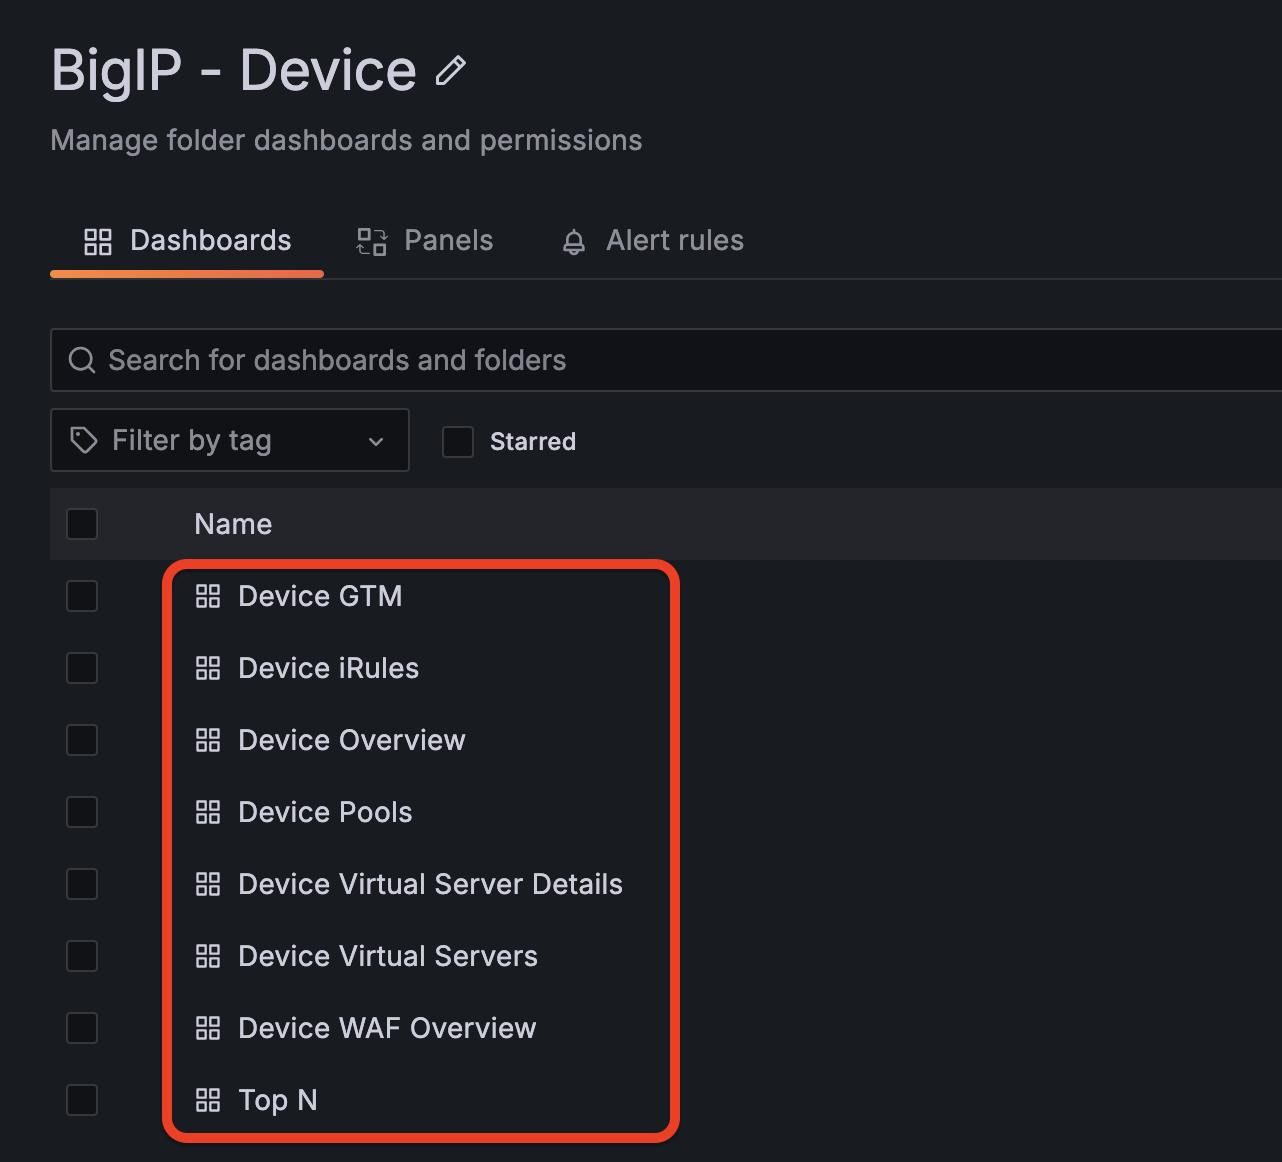 BigIP - Device
Manage folder dashboards and permissions
Dashboards Panels Alert rules
Search for dashboards and folders
Filter by tag Starred
Name
Device GTM
Device iRules
Device Overview
Device Pools
Device Virtual Server Details
Device Virtual Servers
Device WAF Overview
Top N